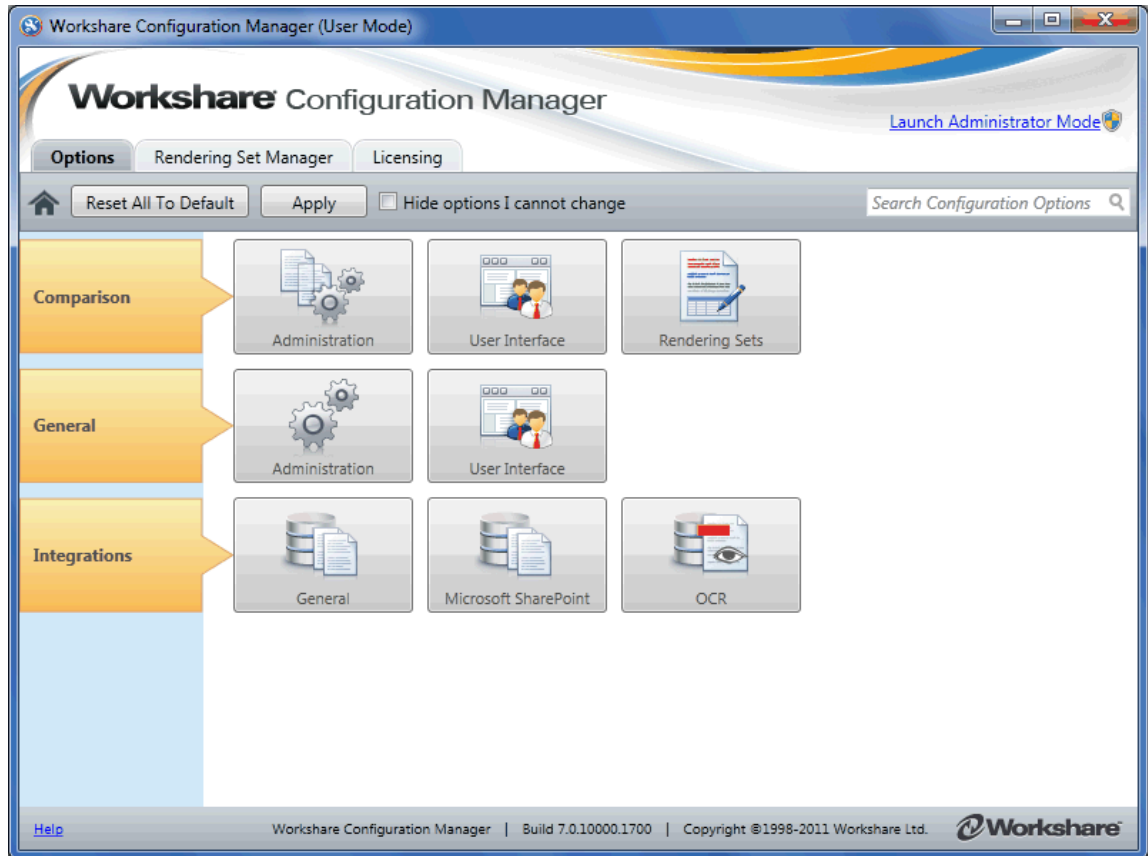 Workshare Configuration Manager (User Mode)
Workshare Configuration Manager
Launch Administrator Mode
Options Rendering Set Manager Licensing
Reset All To Default Apply Hide options I cannot change Search Configuration Options
Comparison
Administration User Interface Rendering Sets
General
Administration User Interface
Integrations
General Microsoft SharePoint OCR
Help Workshare Configuration Manager | Build 7.0.10000.1700 | Copyright ©1998-2011 Workshare Ltd. Workshare